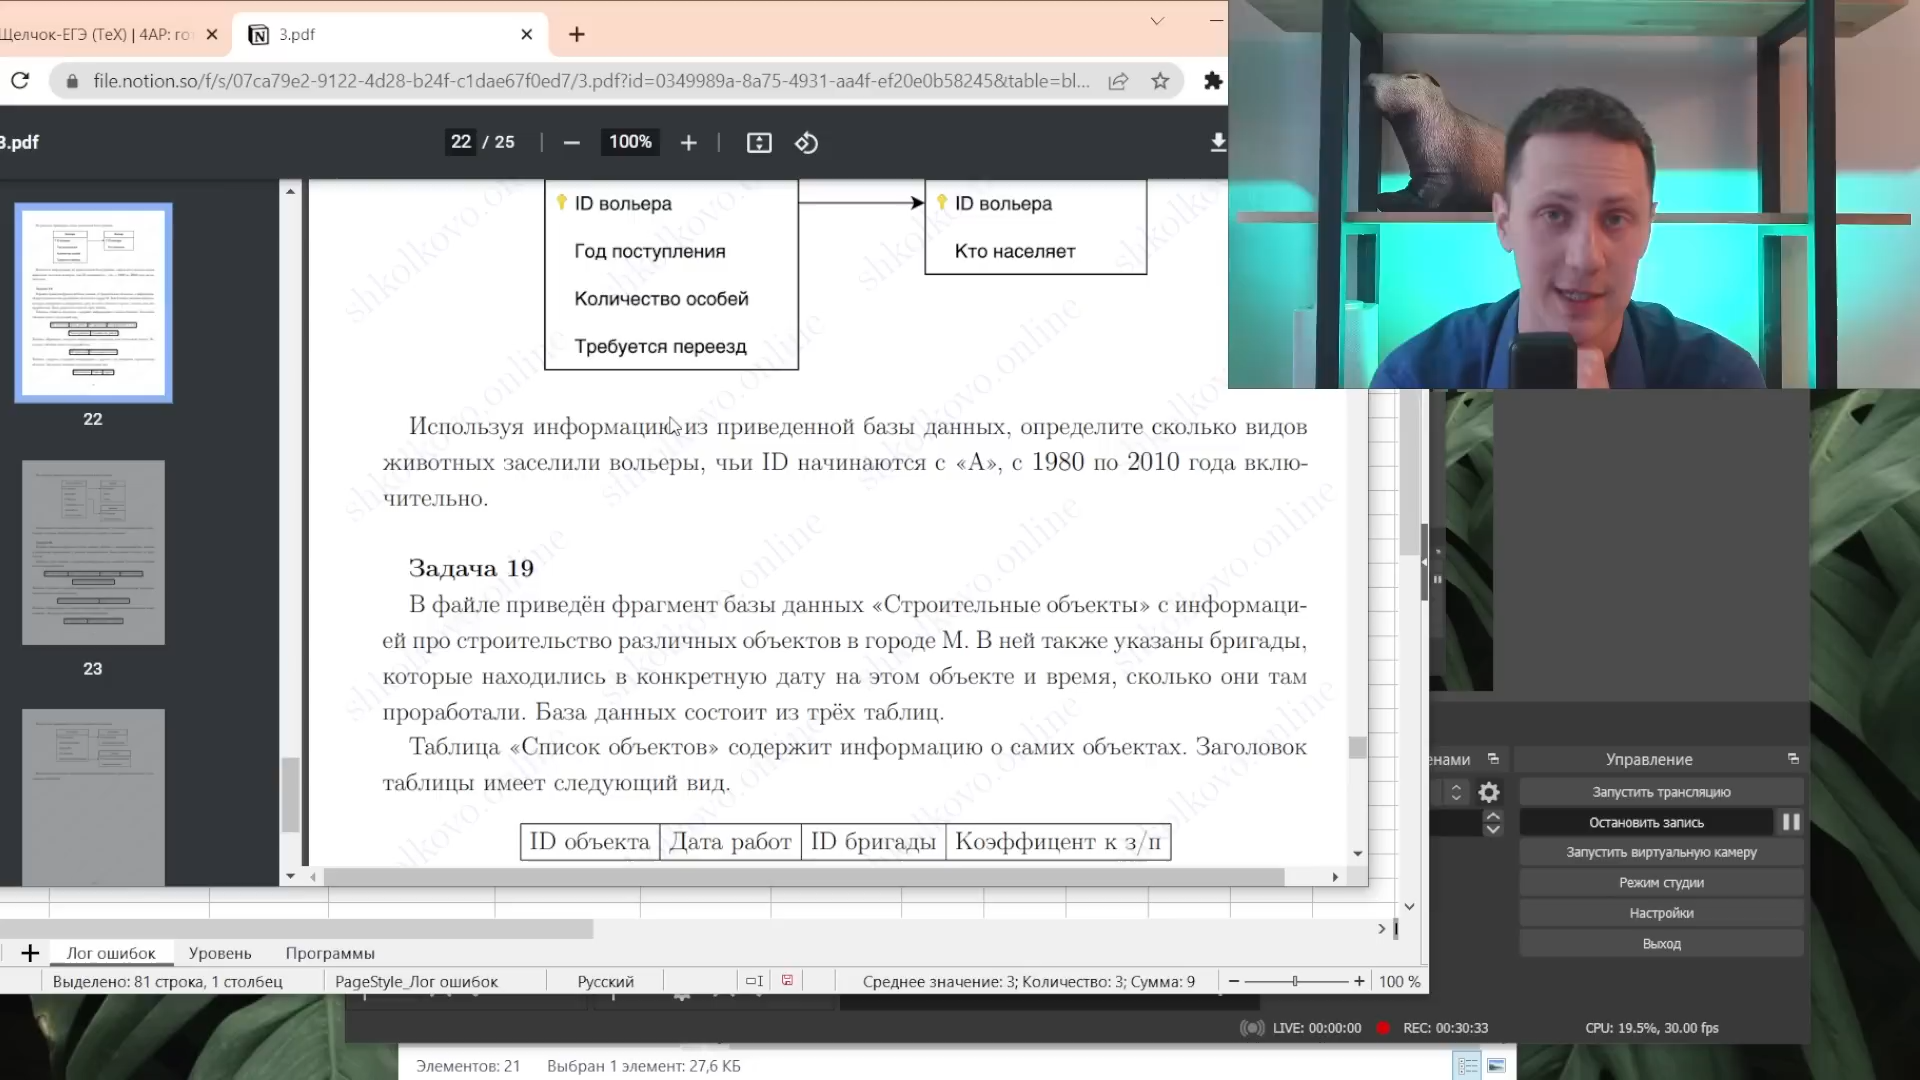 Щелчок-ЕГЭ (TeX) | 4АР: го
3.pdf
file.notion.so/f/s/07ca79e2-9122-4d28-b24f-c1dae67f0ed7/3.pdf?id=0349989a-8a75-4931-aa4f-ef20e0b58245&table=bl...
3.pdf
22 / 25
100%
ID вольера
Год поступления
Количество особей
Требуется переезд
ID вольера
Кто населяет
Используя информацию из приведенной базы данных, определите сколько видов
животных заселили вольеры, чьи ID начинаются с «А», с 1980 по 2010 года вклю-
чительно.
Задача 19
В файле приведён фрагмент базы данных «Строительные объекты» с информаци-
ей про строительство различных объектов в городе М. В ней также указаны бригады,
которые находились в конкретную дату на этом объекте и время, сколько они там
проработали. База данных состоит из трёх таблиц.
Таблица «Список объектов» содержит информацию о самих объектах. Заголовок
таблицы имеет следующий вид.
ID объекта Дата работ ID бригады Коэффицент к з/п
shkolkovo.online
22
23
енами
Управление
Запустить трансляцию
Остановить запись
Запустить виртуальную камеру
Режим студии
Настройки
Выход
Лог ошибок Уровень Программы
Выделено: 81 строка, 1 столбец
PageStyle_Лог ошибок
Русский
Среднее значение: 3; Количество: 3; Сумма: 9
100 %
LIVE: 00:00:00
REC: 00:30:33
CPU: 19.5%, 30.00 fps
Элементов: 21
Выбран 1 элемент: 27,6 КБ